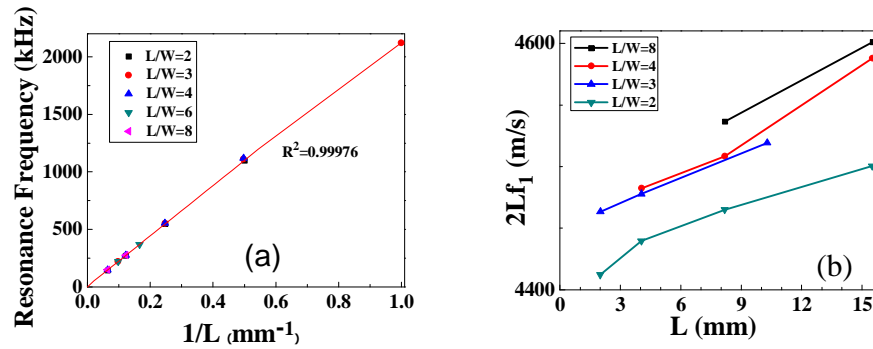 2000
1500
1000
500
0
Resonance Frequency (kHz)
L/W=2
L/W=3
L/W=4
L/W=6
L/W=8
R²=0.99976
(a)
0.0 0.2 0.4 0.6 0.8 1.0
1/L (mm⁻¹)
4600
4400
2Lf₁ (m/s)
L/W=8
L/W=4
L/W=3
L/W=2
(b)
0 3 6 9 12 15
L (mm)